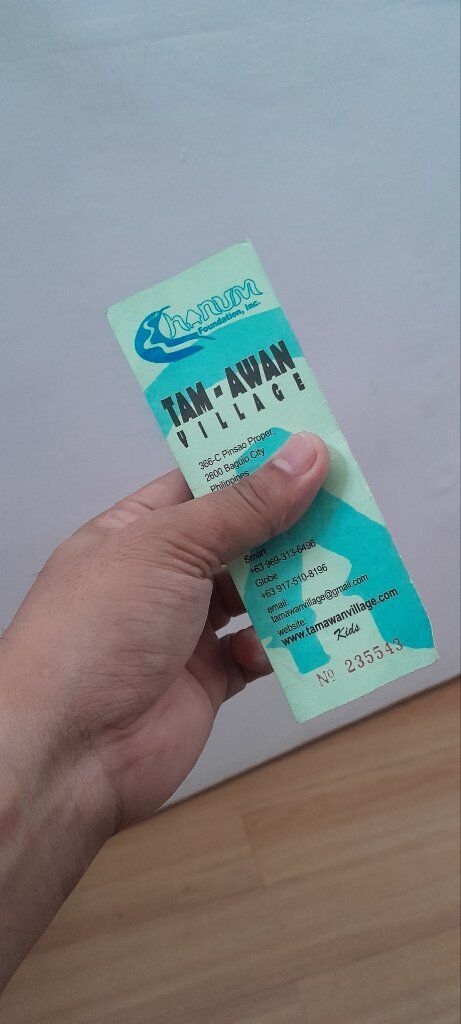 Chanum
Foundation, Inc.
TAM-AWAN
VILLAGE
366-C Pinsao Proper,
2600 Baguio City
Philippines
Smart:
+63 969-313-6496
Globe
+63 917-510-8196
email:
tamawanvillage@gmail.com
website:
www.tamawanvillage.com
Kids
Nº 235543